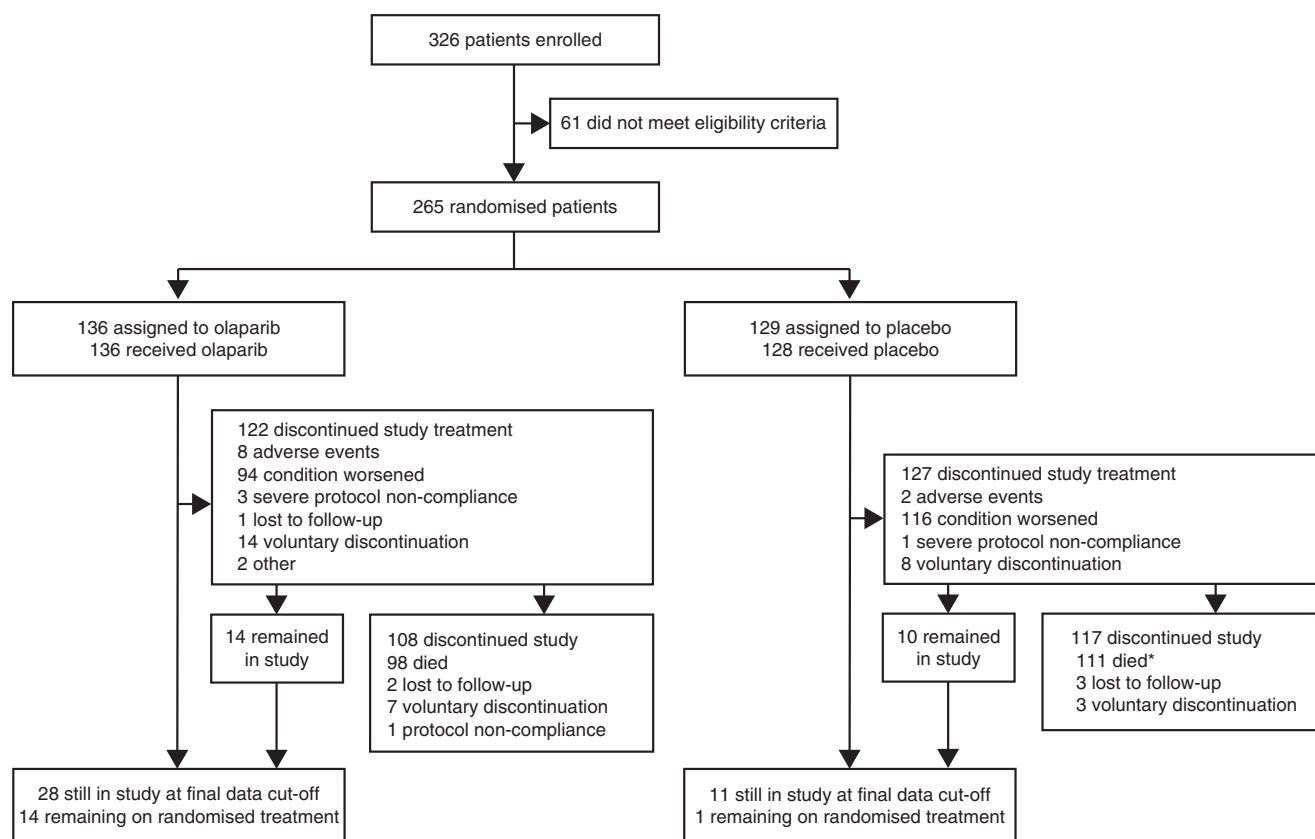 326 patients enrolled
61 did not meet eligibility criteria
265 randomised patients
136 assigned to olaparib
136 received olaparib
129 assigned to placebo
128 received placebo
122 discontinued study treatment
8 adverse events
94 condition worsened
3 severe protocol non-compliance
1 lost to follow-up
14 voluntary discontinuation
2 other
127 discontinued study treatment
2 adverse events
116 condition worsened
1 severe protocol non-compliance
8 voluntary discontinuation
14 remained
in study
108 discontinued study
98 died
2 lost to follow-up
7 voluntary discontinuation
1 protocol non-compliance
10 remained
in study
117 discontinued study
111 died*
3 lost to follow-up
3 voluntary discontinuation
28 still in study at final data cut-off
14 remaining on randomised treatment
11 still in study at final data cut-off
1 remaining on randomised treatment